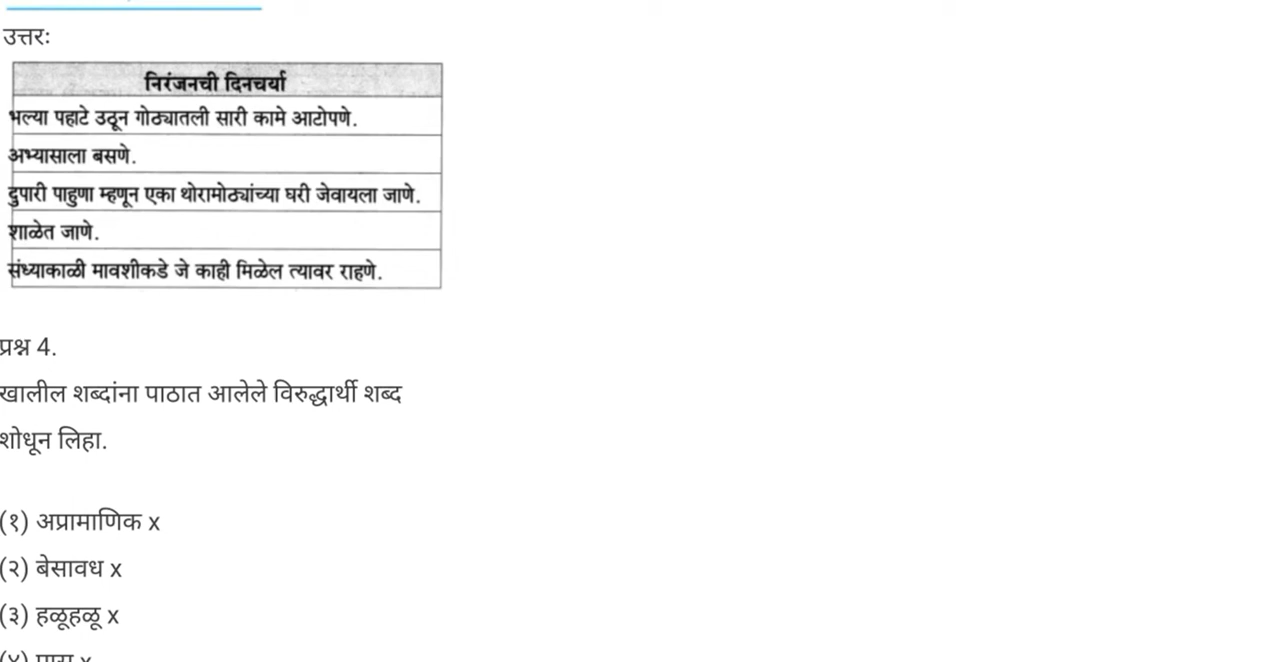 उत्तरः
निरंजनची दिनचर्या
भल्या पहाटे उठून गोठ्यातली सारी कामे आटोपणे.
अभ्यासाला बसणे.
दुपारी पाहुणा म्हणून एका थोरामोठ्यांच्या घरी जेवायला जाणे.
शाळेत जाणे.
संध्याकाळी मावशीकडे जे काही मिळेल त्यावर राहणे.
प्रश्न 4.
खालील शब्दांना पाठात आलेले विरुद्धार्थी शब्द
शोधून लिहा.
(१) अप्रामाणिक x
(२) बेसावध x
(३) हळूहळू x